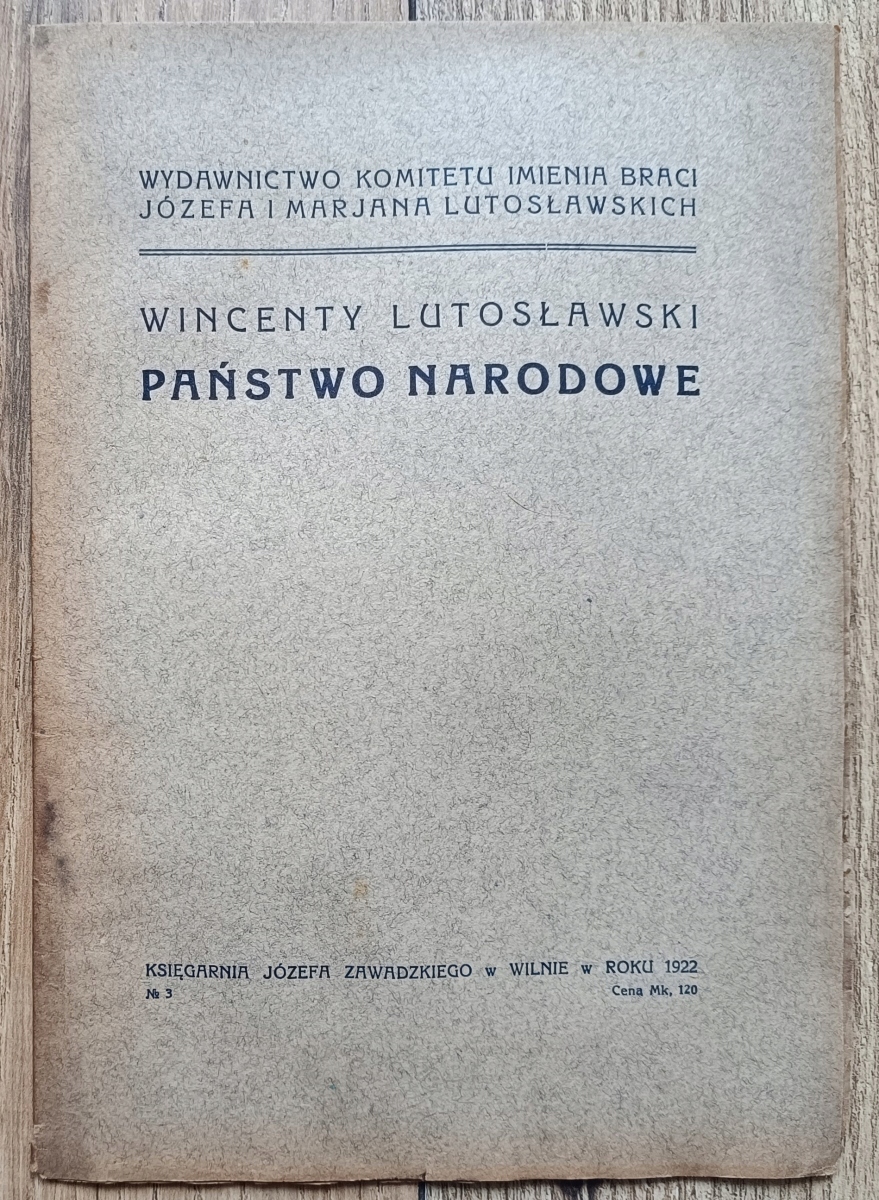 WYDAWNICTWO KOMITETU IMIENIA BRACI
JÓZEFA I MARJANA LUTOSŁAWSKICH
WINCENTY LUTOSŁAWSKI
PAŃSTWO NARODOWE
KSIĘGARNIA JÓZEFA ZAWADZKIEGO w WILNIE w ROKU 1922
№ 3 Cena Mk, 120